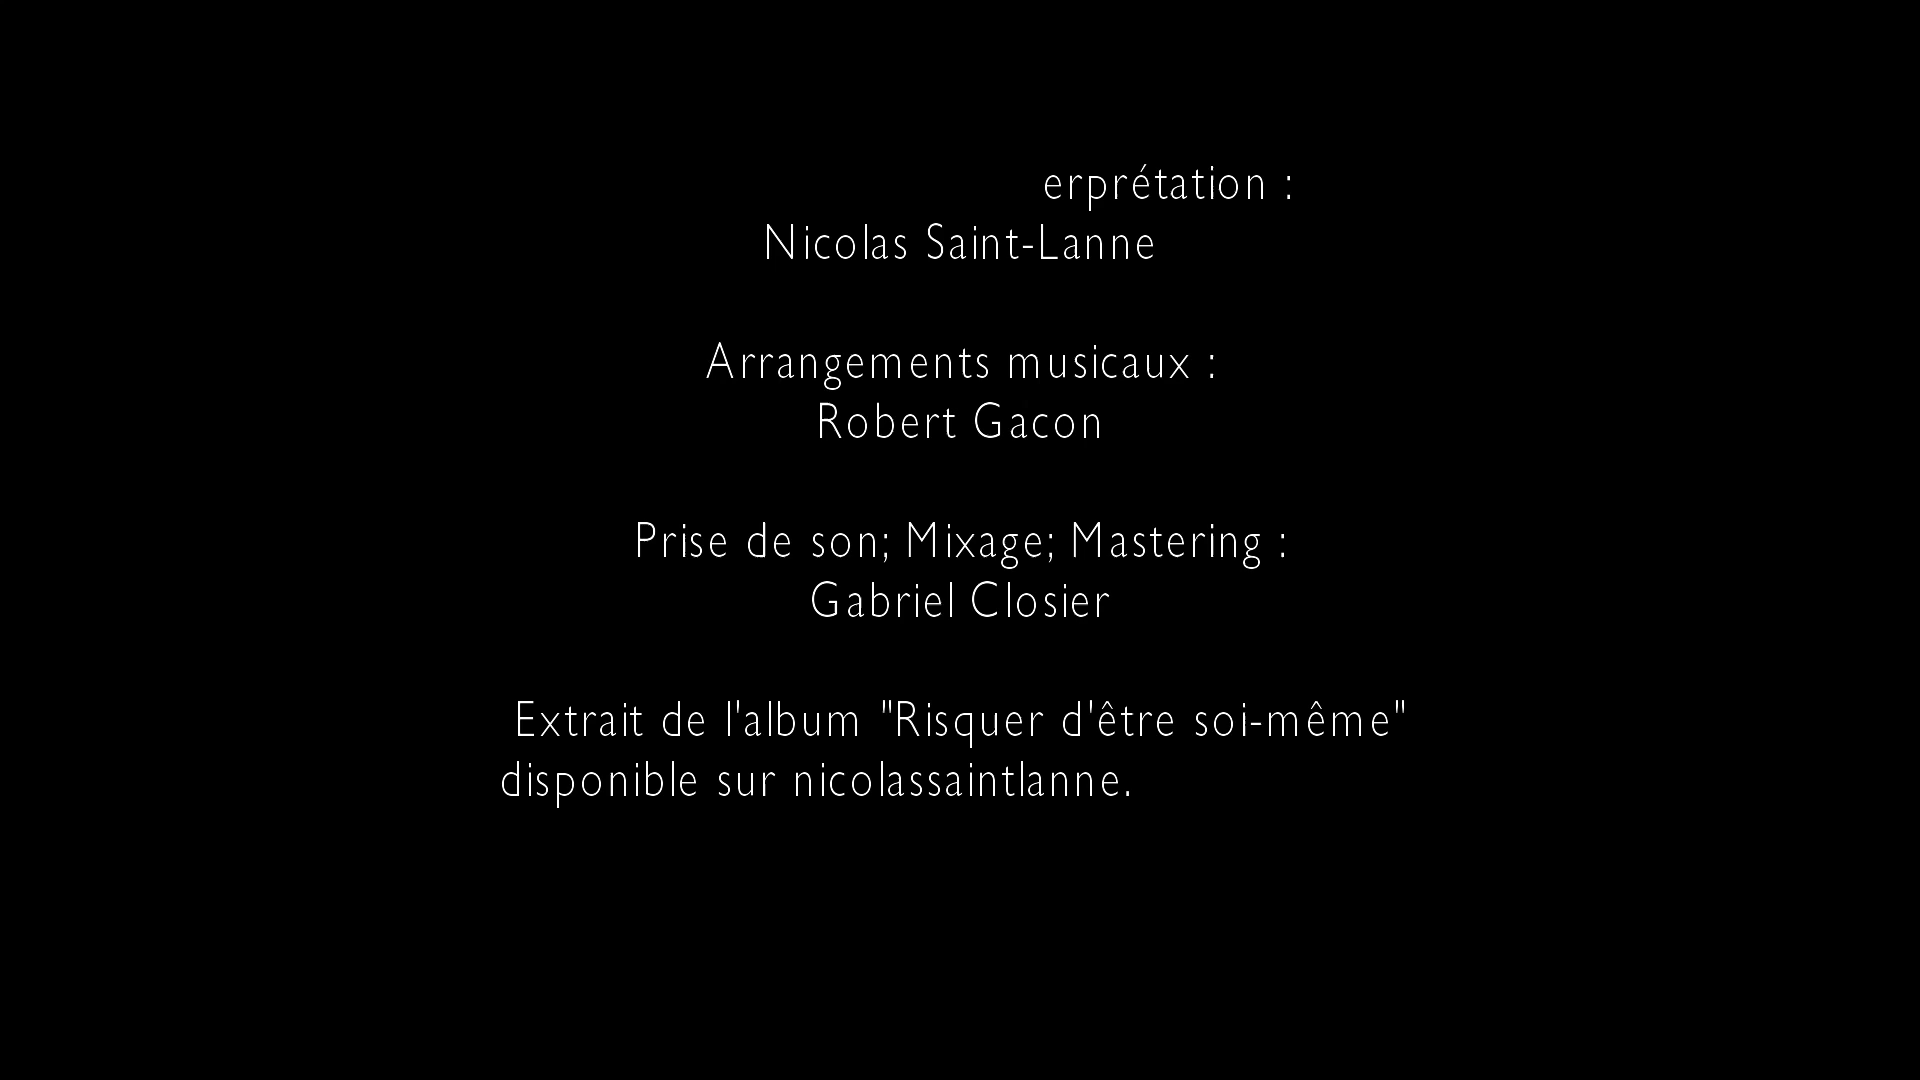 erprétation :
Nicolas Saint-Lanne
Arrangements musicaux :
Robert Gacon
Prise de son; Mixage; Mastering :
Gabriel Closier
Extrait de l'album "Risquer d'être soi-même"
disponible sur nicolassaintlanne.